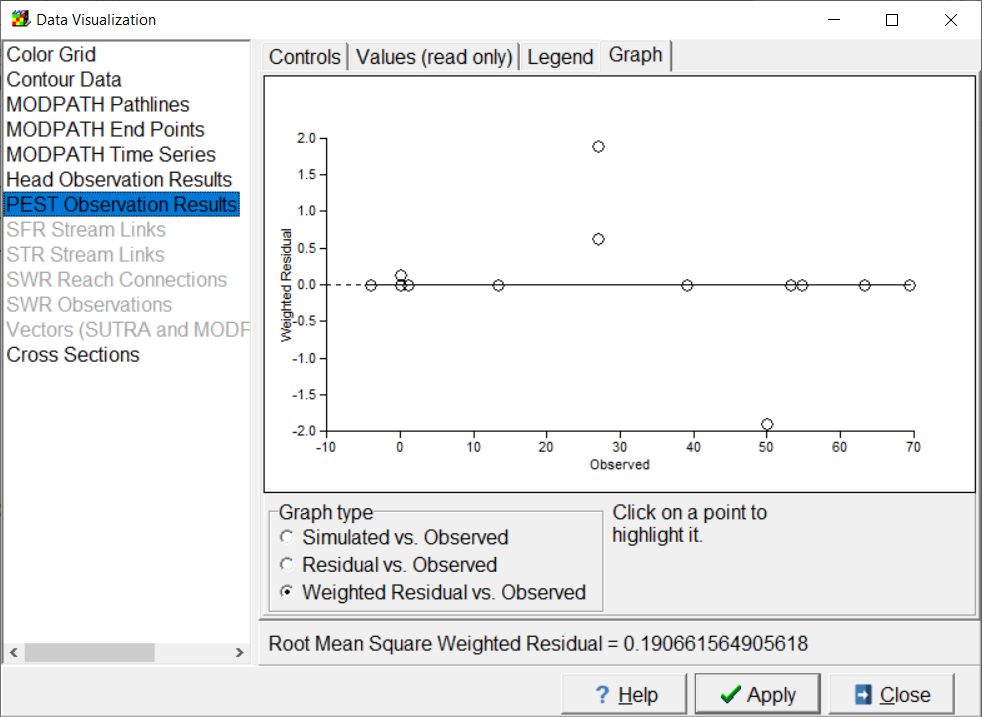 Data Visualization
Color Grid
Contour Data
MODPATH Pathlines
MODPATH End Points
MODPATH Time Series
Head Observation Results
PEST Observation Results
SFR Stream Links
STR Stream Links
SWR Reach Connections
SWR Observations
Vectors (SUTRA and MODF
Cross Sections
Controls
Values (read only)
Legend
Graph
Weighted Residual
2.0
1.5
1.0
0.5
0.0
-0.5
-1.0
-1.5
-2.0
-10 0 10 20 30 40 50 60 70
Observed
Graph type
Simulated vs. Observed
Residual vs. Observed
Weighted Residual vs. Observed
Click on a point to
highlight it.
Root Mean Square Weighted Residual = 0.190661564905618
? Help
Apply
Close